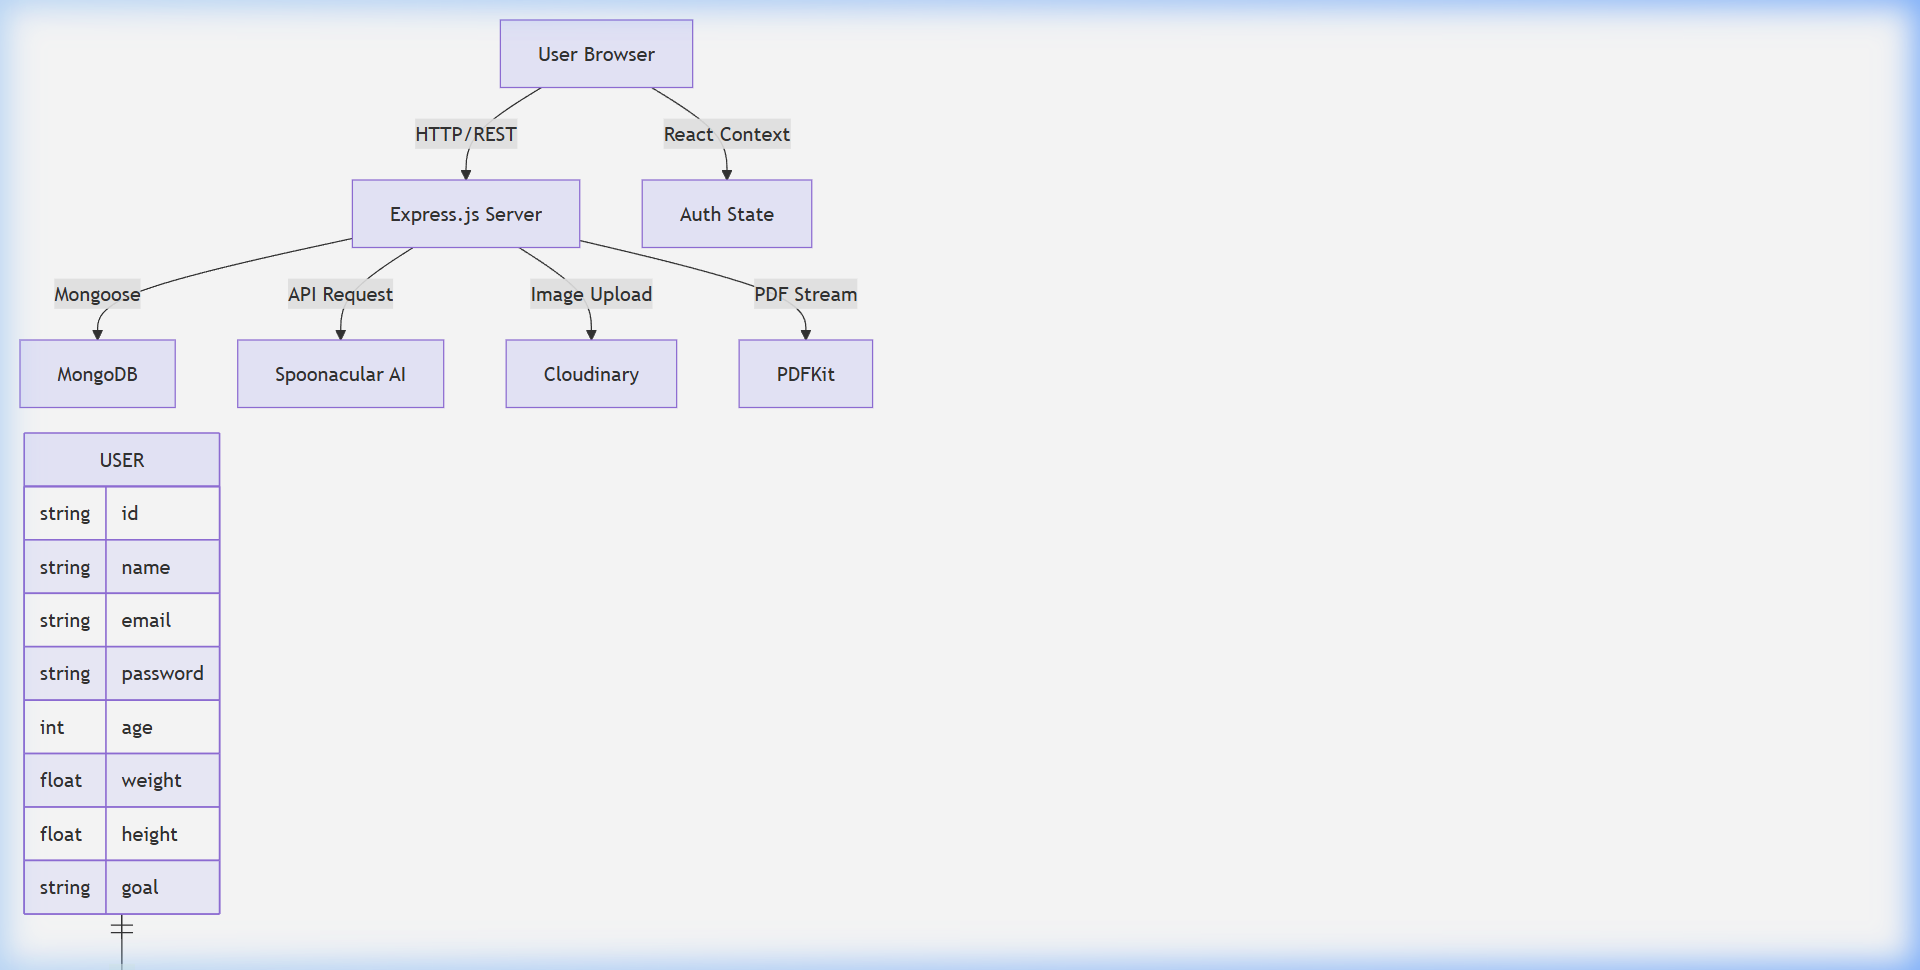 User Browser
HTTP/REST
React Context
Express.js Server
Auth State
Mongoose
API Request
Image Upload
PDF Stream
MongoDB
Spoonacular AI
Cloudinary
PDFKit
USER
string id
string name
string email
string password
int age
float weight
float height
string goal